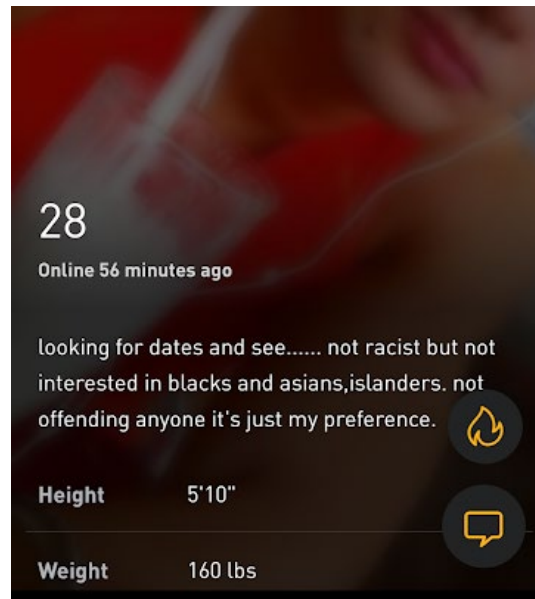 28
Online 56 minutes ago
looking for dates and see...... not racist but not
interested in blacks and asians,islanders. not
offending anyone it's just my preference.
Height 5'10"
Weight 160 lbs